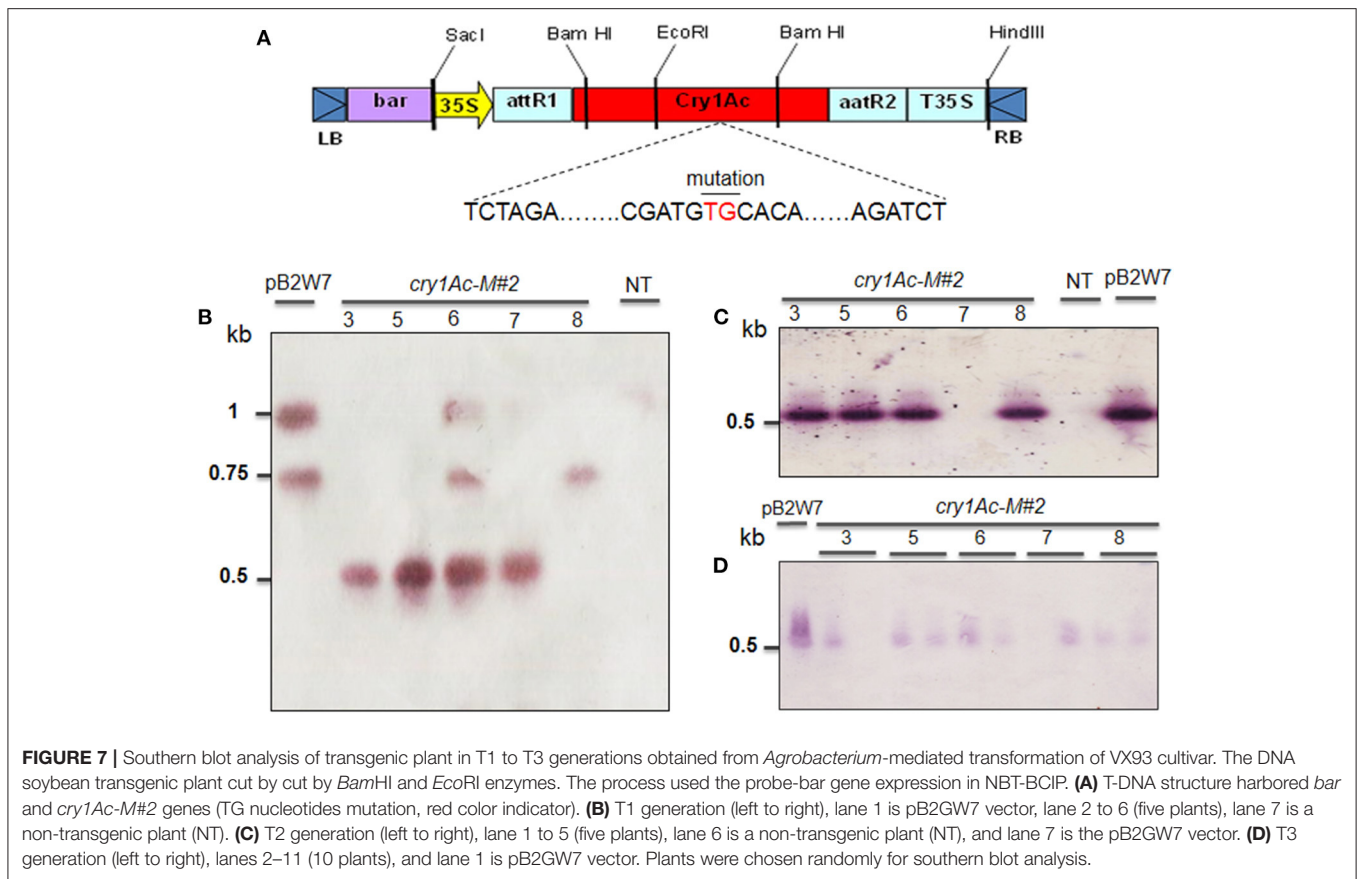 A
SacI Bam HI EcoRI Bam HI HindIII
bar 35S attR1 Cry1Ac aatR2 T35S
LB RB
mutation
TCTAGA........CGATGTGCACA......AGATCT
B
pB2W7 cry1Ac-M#2 NT
kb 3 5 6 7 8
1
0.75
0.5
C
cry1Ac-M#2 NT pB2W7
kb 3 5 6 7 8
0.5
D
pB2W7 cry1Ac-M#2
kb 3 5 6 7 8
0.5
FIGURE 7 | Southern blot analysis of transgenic plant in T1 to T3 generations obtained from Agrobacterium-mediated transformation of VX93 cultivar. The DNA
soybean transgenic plant cut by cut by BamHI and EcoRI enzymes. The process used the probe-bar gene expression in NBT-BCIP. (A) T-DNA structure harbored bar
and cry1Ac-M#2 genes (TG nucleotides mutation, red color indicator). (B) T1 generation (left to right), lane 1 is pB2GW7 vector, lane 2 to 6 (five plants), lane 7 is a
non-transgenic plant (NT). (C) T2 generation (left to right), lane 1 to 5 (five plants), lane 6 is a non-transgenic plant (NT), and lane 7 is the pB2GW7 vector. (D) T3
generation (left to right), lanes 2–11 (10 plants), and lane 1 is pB2GW7 vector. Plants were chosen randomly for southern blot analysis.